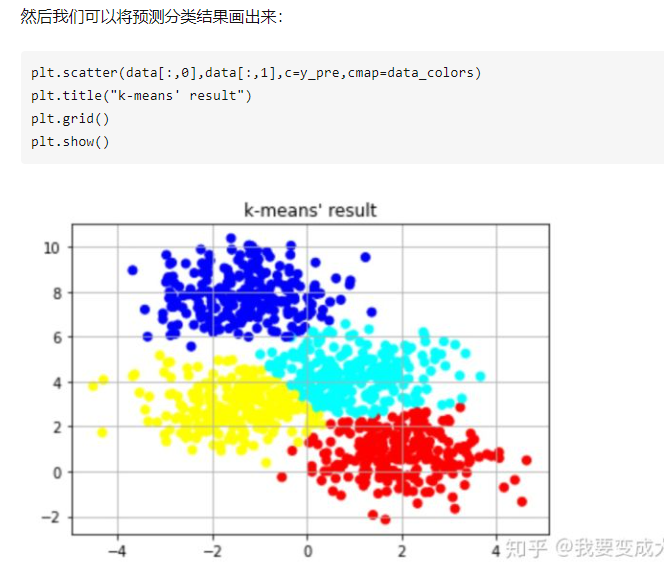 然后我们可以将预测分类结果画出来：
plt.scatter(data[:,0],data[:,1],c=y_pre,cmap=data_colors)
plt.title("k-means' result")
plt.grid()
plt.show()
k-means' result
10
8
6
4
2
0
−2
−4 −2 0 2 4
知乎 @我要变成大